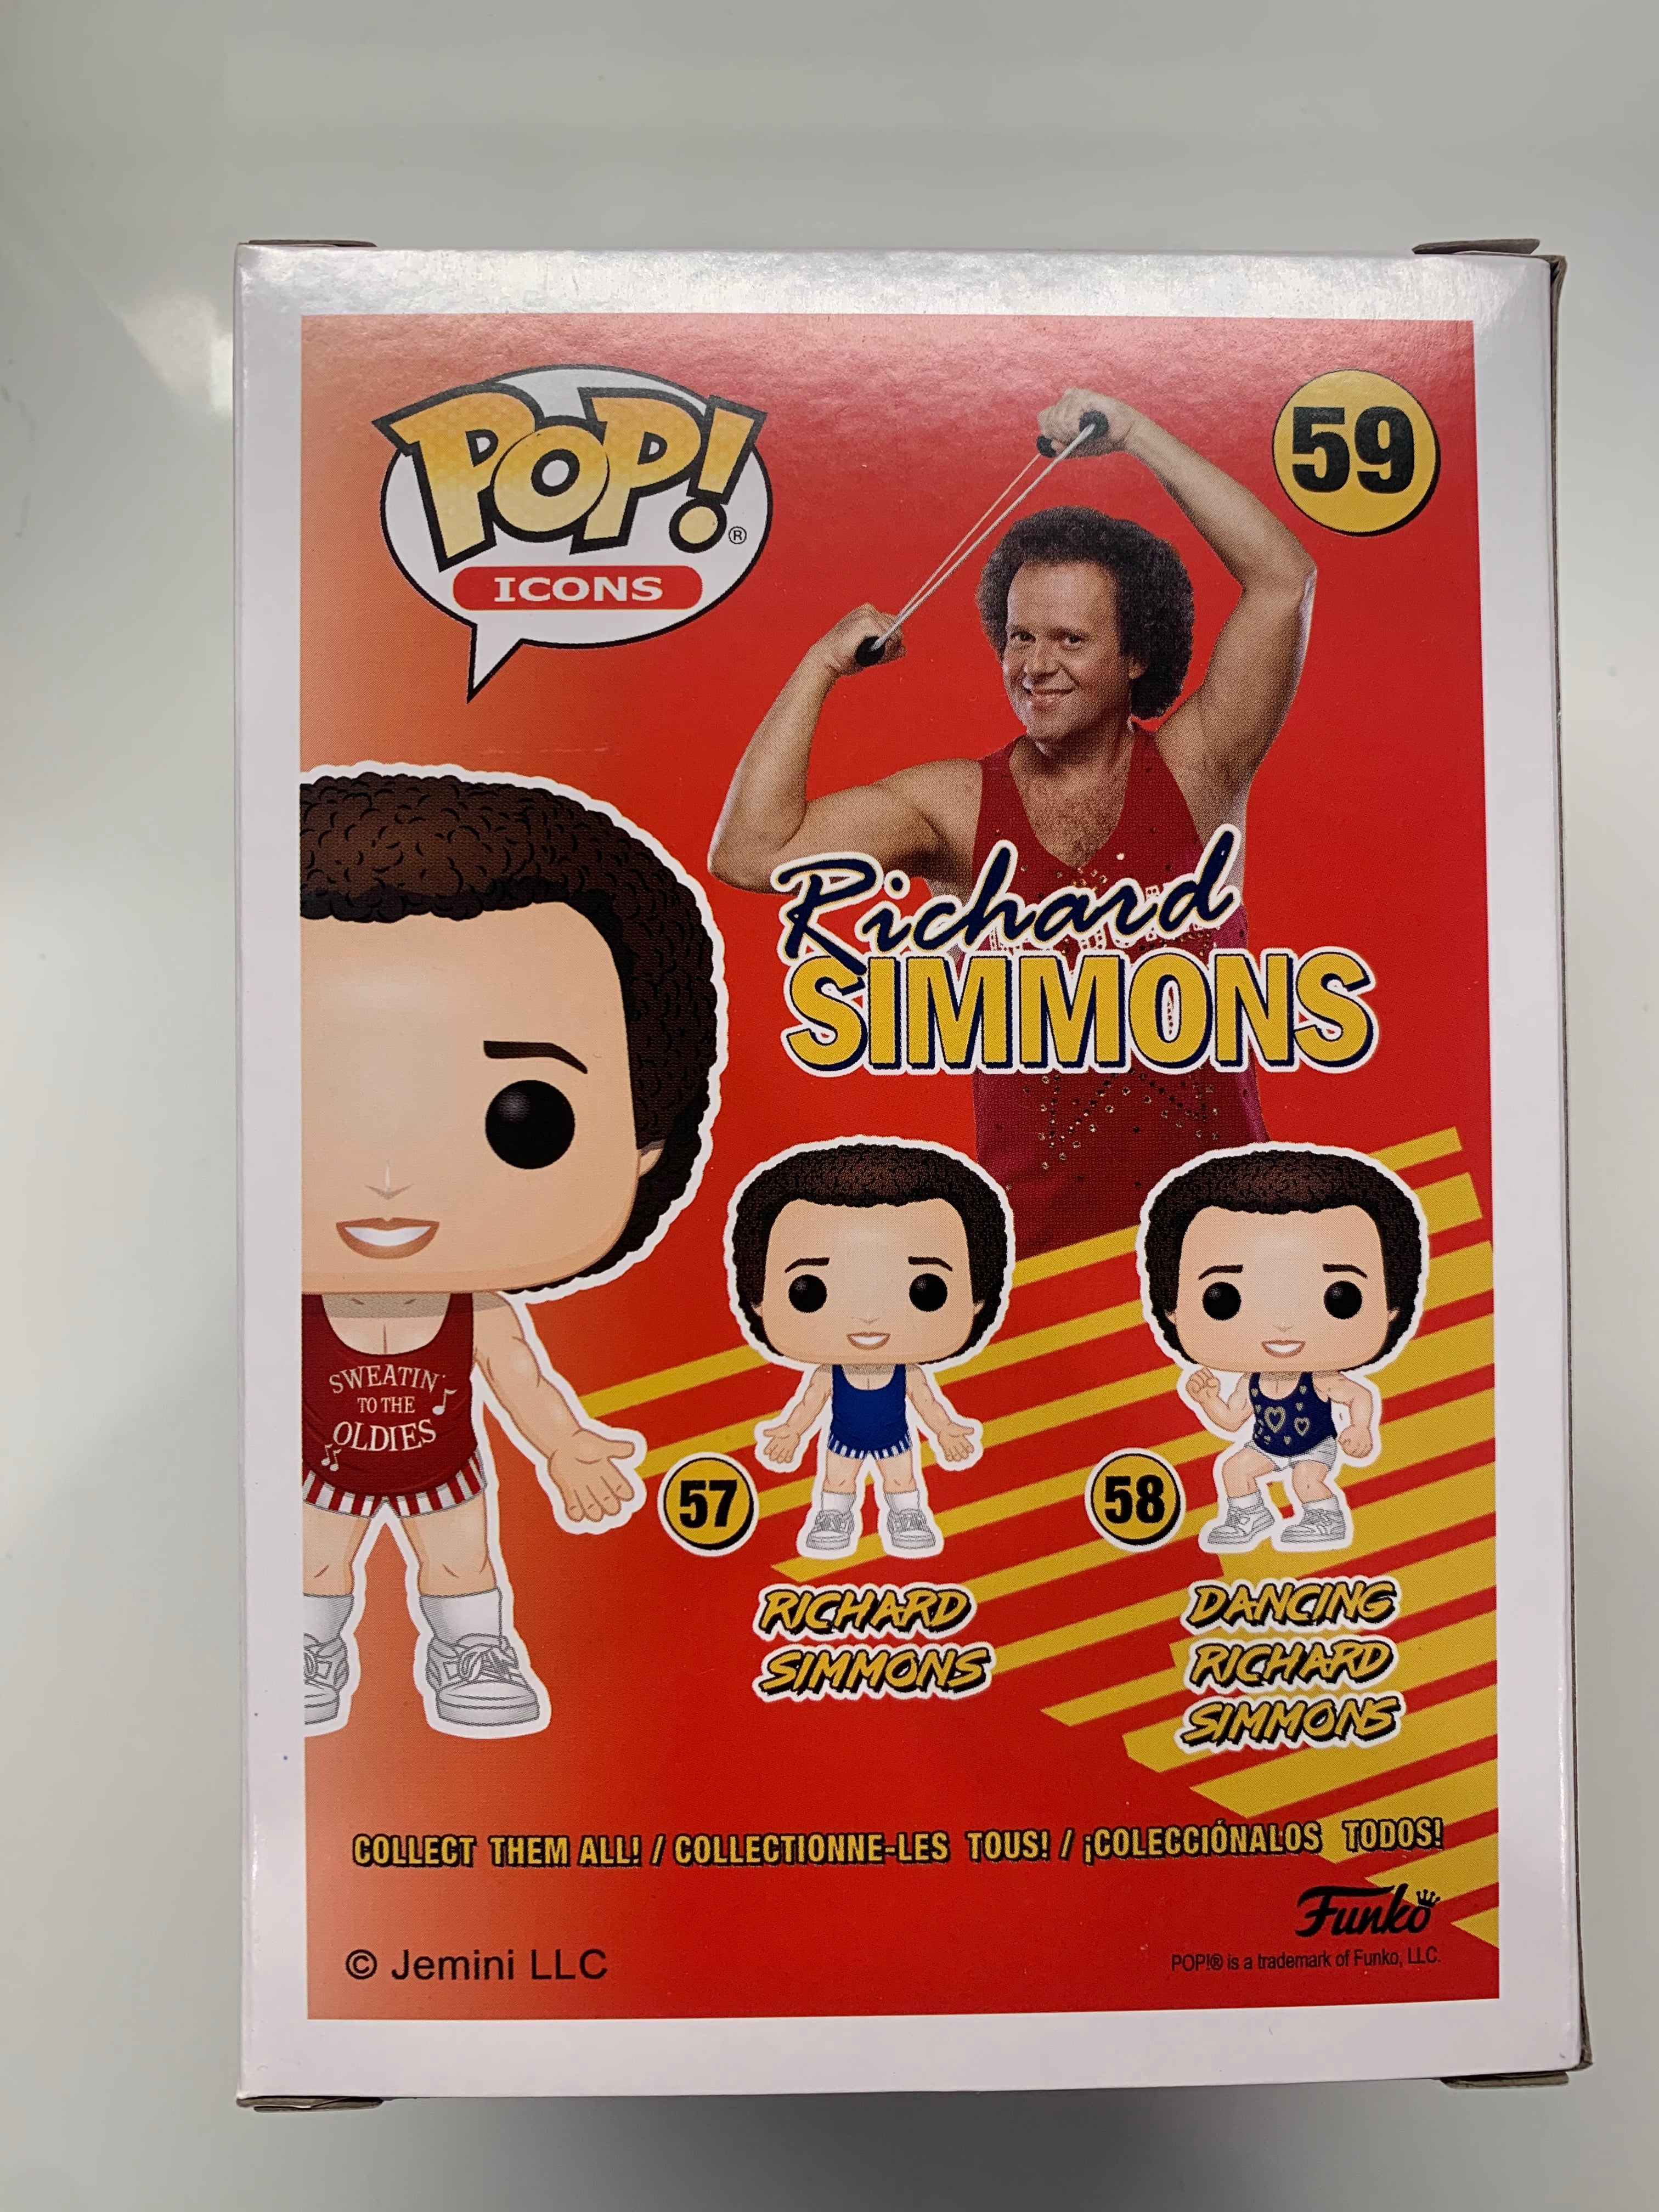 POP!®
ICONS
59
Richard
SIMMONS
SWEATIN'
TO THE
OLDIES
57
58
RICHARD
SIMMONS
DANCING
RICHARD
SIMMONS
COLLECT THEM ALL! / COLLECTIONNE-LES TOUS! / ¡COLECCIÓNALOS TODOS!
Funko
© Jemini LLC
POP!® is a trademark of Funko, LLC.